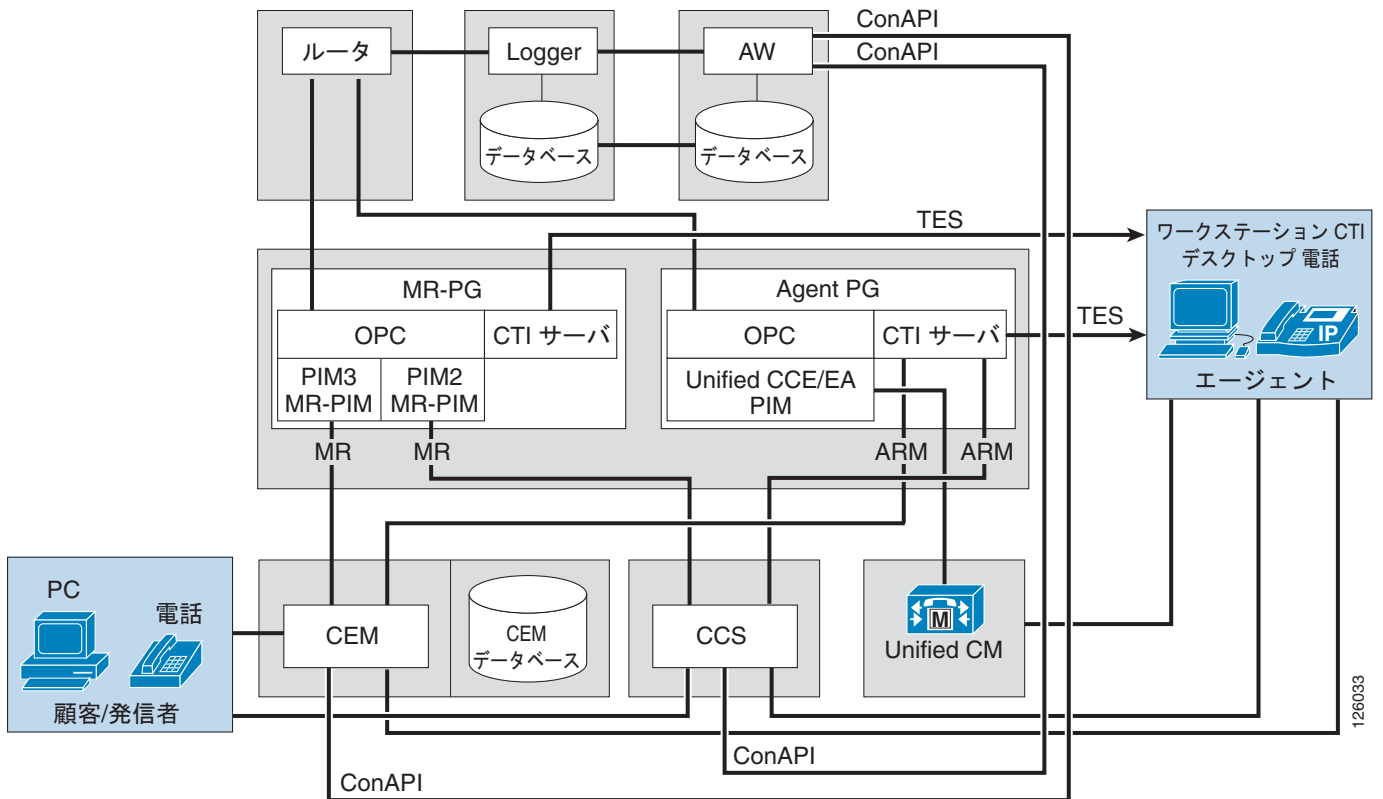 ConAPI
ConAPI
ルータ
Logger
AW
データベース
データベース
TES
ワークステーション CTI
デスクトップ 電話
IP
エージェント
MR-PG
Agent PG
TES
OPC
CTI サーバ
OPC
CTI サーバ
PIM3
MR-PIM
PIM2
MR-PIM
Unified CCE/EA
PIM
MR
MR
ARM
ARM
PC
電話
顧客/発信者
CEM
CEM
データベース
CCS
M
Unified CM
126033
ConAPI
ConAPI